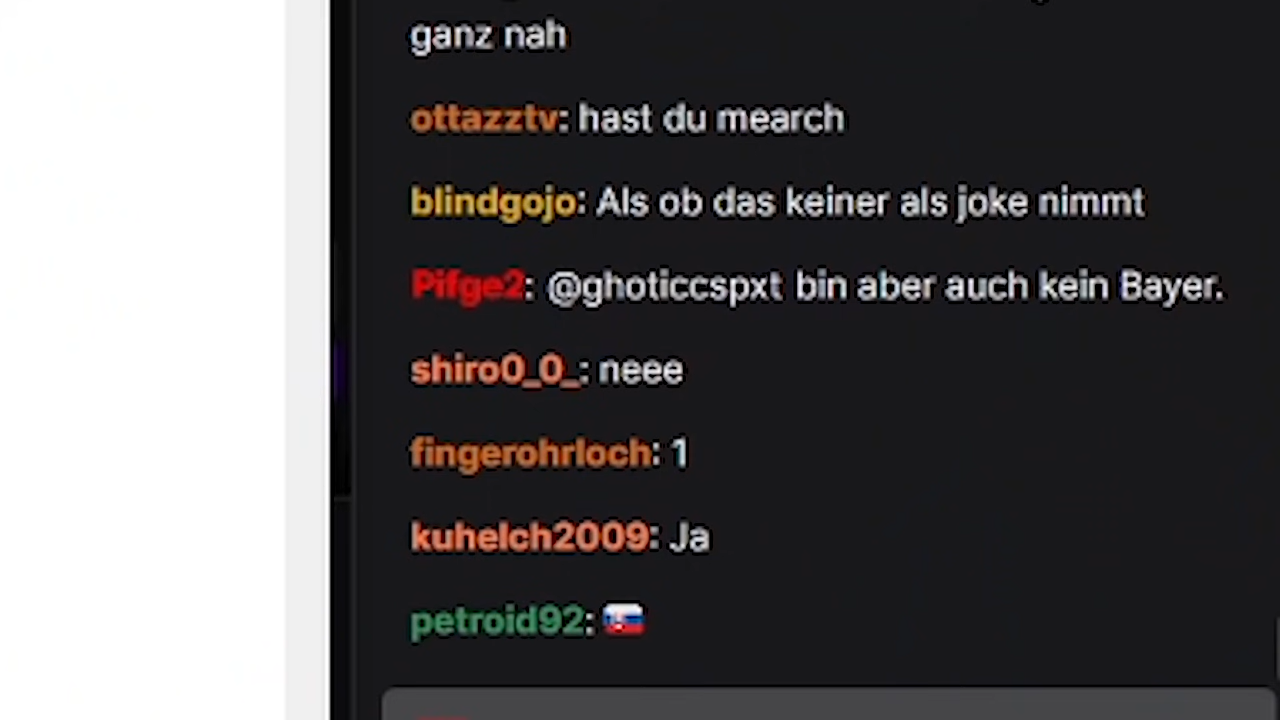 ganz nah
ottazztv: hast du mearch
blindgojo: Als ob das keiner als joke nimmt
Pifge2: @ghoticcspxt bin aber auch kein Bayer.
shiro0_0_: neee
fingerohrloch: 1
kuhelch2009: Ja
petroid92: 🇸🇰